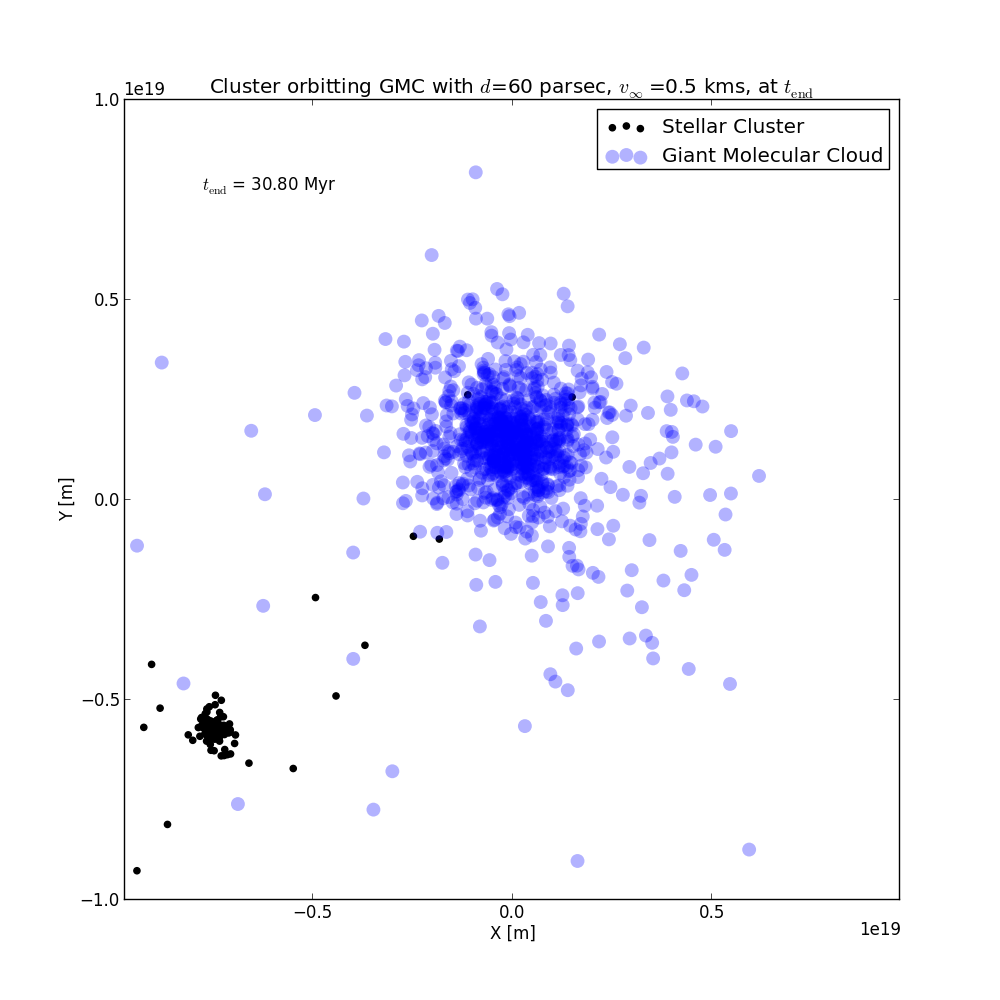 Cluster orbitting GMC with d=60 parsec, v∞ =0.5 kms, at t_end
1e19
1.0
Stellar Cluster
Giant Molecular Cloud
t_end = 30.80 Myr
0.5
0.0
Y [m]
−0.5
−1.0
−0.5 0.0 0.5
X [m]
1e19